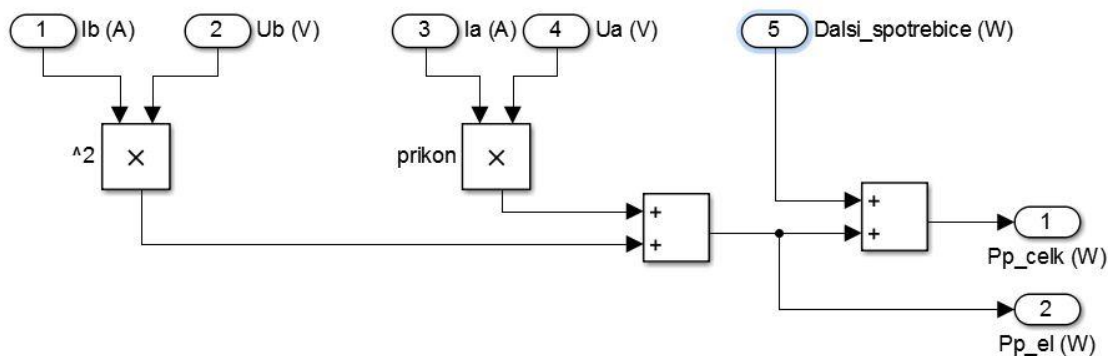 1 Ib (A) 2 Ub (V) 3 Ia (A) 4 Ua (V) 5 Dalsi_spotrebice (W)
^2 × prikon ×
+ +
+ +
1
Pp_celk (W)
2
Pp_el (W)